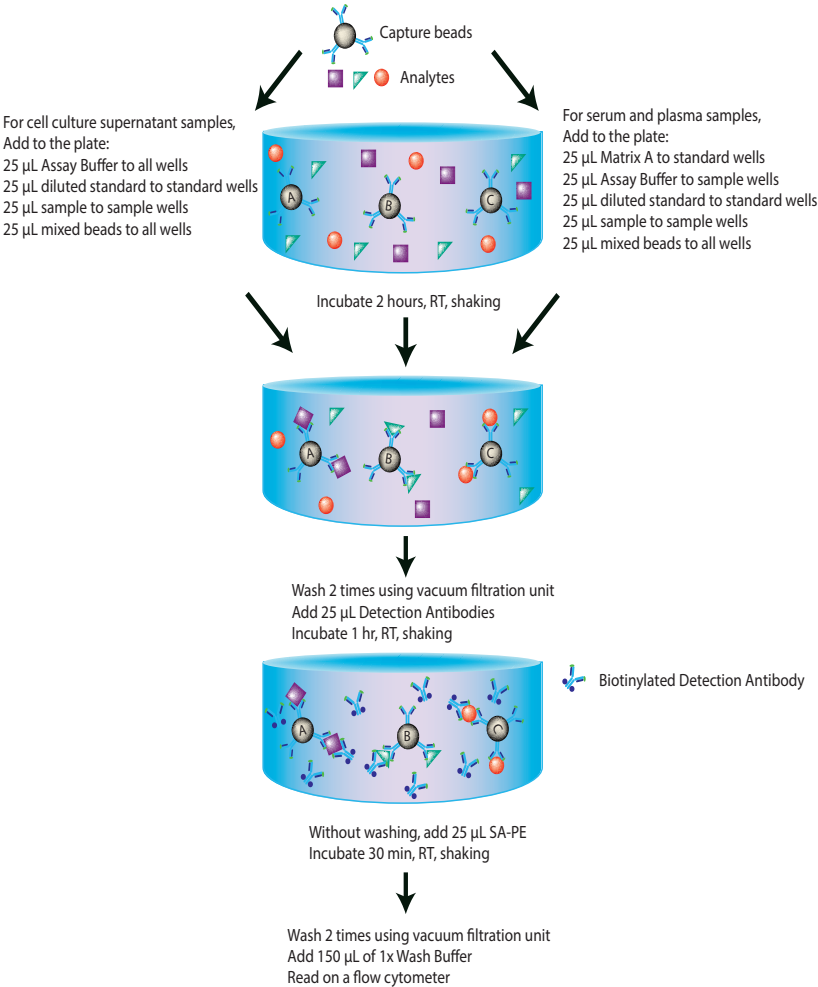 Capture beads
Analytes
For cell culture supernatant samples,
Add to the plate:
25 µL Assay Buffer to all wells
25 µL diluted standard to standard wells
25 µL sample to sample wells
25 µL mixed beads to all wells
For serum and plasma samples,
Add to the plate:
25 µL Matrix A to standard wells
25 µL Assay Buffer to sample wells
25 µL diluted standard to standard wells
25 µL sample to sample wells
25 µL mixed beads to all wells
A
B
C
Incubate 2 hours, RT, shaking
A
B
C
Wash 2 times using vacuum filtration unit
Add 25 µL Detection Antibodies
Incubate 1 hr, RT, shaking
Biotinylated Detection Antibody
A
B
C
Without washing, add 25 µL SA-PE
Incubate 30 min, RT, shaking
Wash 2 times using vacuum filtration unit
Add 150 µL of 1x Wash Buffer
Read on a flow cytometer